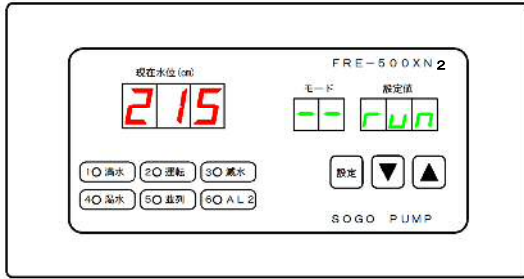 FRE-500XN2
現在水位(cm)
モード
設定値
215
--
run
1 満水
2 運転
3 減水
設定
▼
▲
4 渇水
5 並列
6 AL2
SOGO PUMP